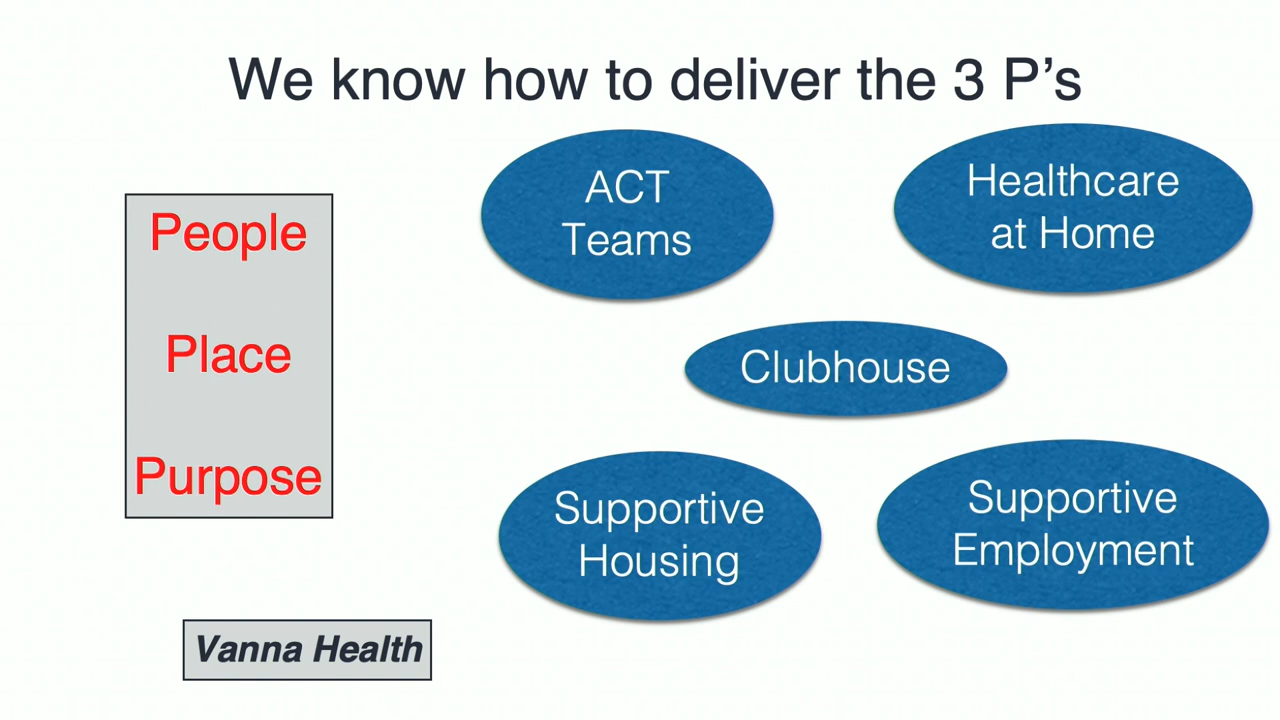 We know how to deliver the 3 P’s
People
Place
Purpose
ACT
Teams
Healthcare
at Home
Clubhouse
Supportive
Housing
Supportive
Employment
Vanna Health